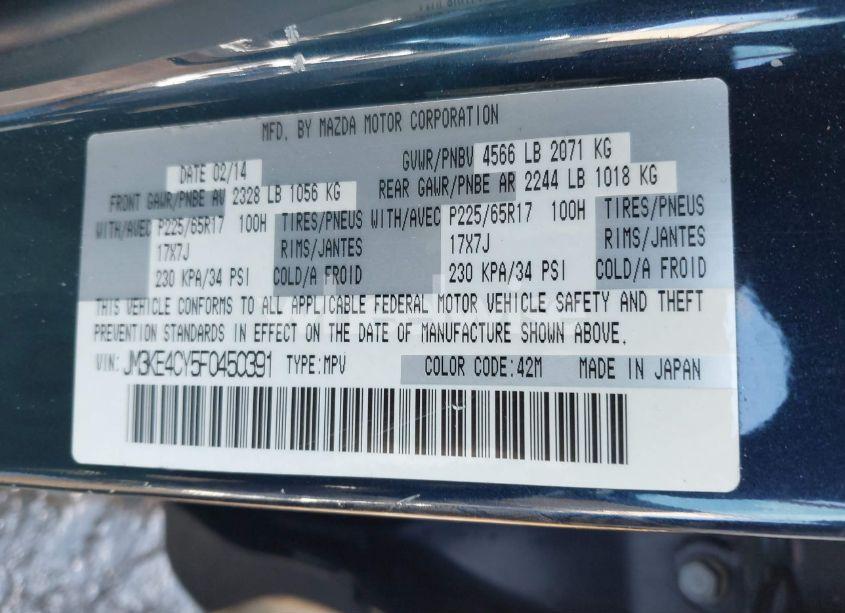 MFD. BY MAZDA MOTOR CORPORATION
DATE 02/14 GVWR/PNBV 4566 LB 2071 KG
FRONT GAWR/PNBE AV 2328 LB 1056 KG REAR GAWR/PNBE AR 2244 LB 1018 KG
WITH/AVEC P225/65R17 100H TIRES/PNEUS WITH/AVEC P225/65R17 100H TIRES/PNEUS
17X7J RIMS/JANTES 17X7J RIMS/JANTES
230 KPA/34 PSI COLD/A FROID 230 KPA/34 PSI COLD/A FROID
THIS VEHICLE CONFORMS TO ALL APPLICABLE FEDERAL MOTOR VEHICLE SAFETY AND THEFT
PREVENTION STANDARDS IN EFFECT ON THE DATE OF MANUFACTURE SHOWN ABOVE.
VIN: JM3KE4CY5F0450391 TYPE:MPV COLOR CODE:42M MADE IN JAPAN